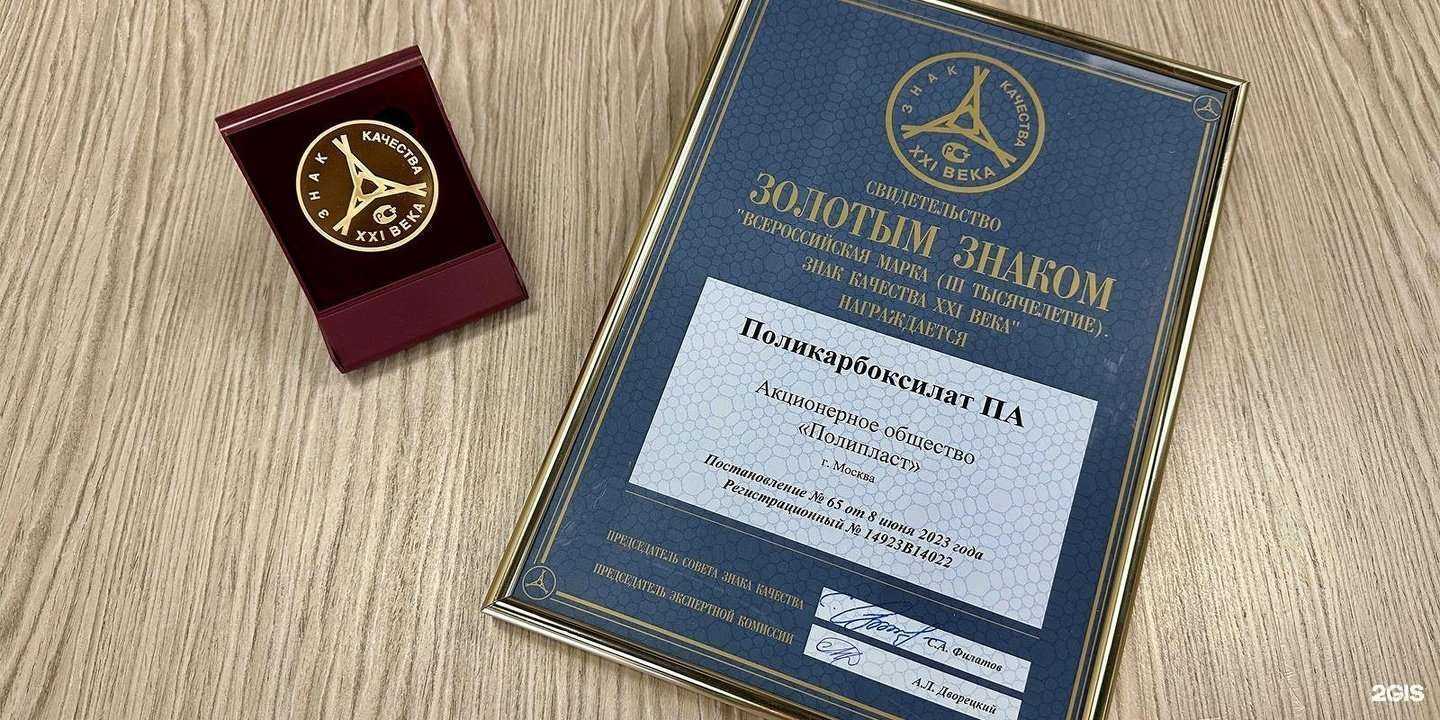 ЗНАК КАЧЕСТВА
РСТ
XXI ВЕКА
ЗНАК КАЧЕСТВА
РСТ
XXI ВЕКА
СВИДЕТЕЛЬСТВО
ЗОЛОТЫМ ЗНАКОМ
"ВСЕРОССИЙСКАЯ МАРКА (III ТЫСЯЧЕЛЕТИЕ).
ЗНАК КАЧЕСТВА XXI ВЕКА"
НАГРАЖДАЕТСЯ
Поликарбоксилат ПА
Акционерное общество
«Полипласт»
г. Москва
Постановление № 65 от 8 июня 2023 года
Регистрационный № 14923В14022
ПРЕДСЕДАТЕЛЬ СОВЕТА ЗНАКА КАЧЕСТВА
С.А. Филатов
ПРЕДСЕДАТЕЛЬ ЭКСПЕРТНОЙ КОМИССИИ
А.Л. Дворецкий
2GIS